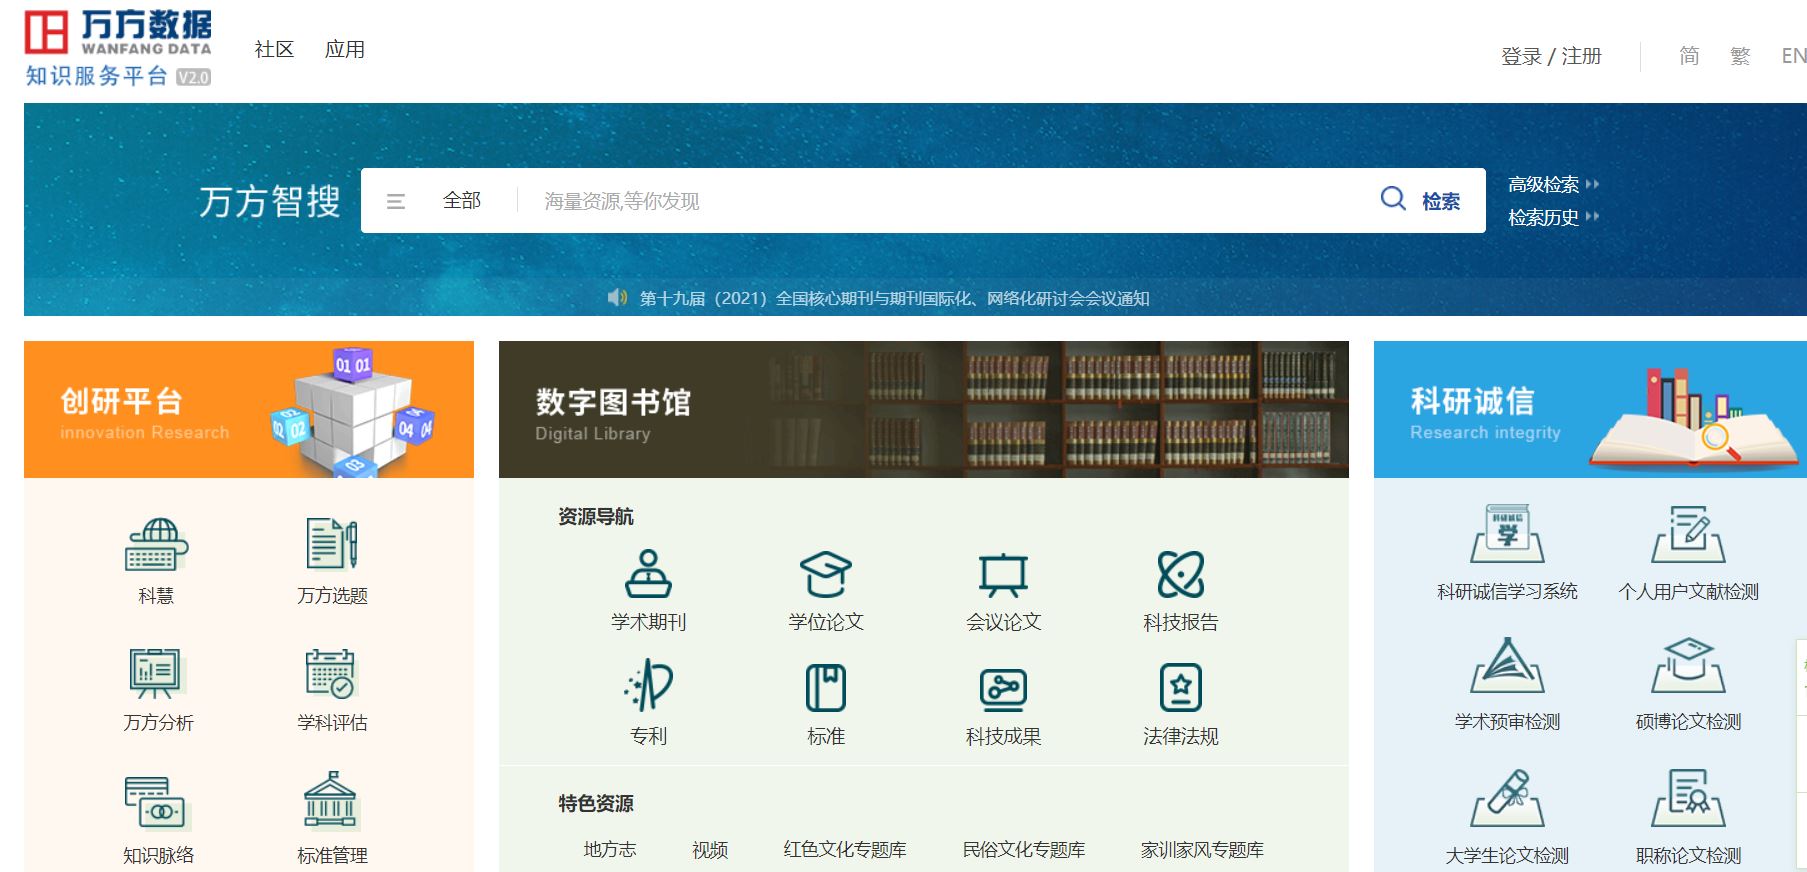 万方数据
WANFANG DATA
知识服务平台 V2.0
社区 应用
登录 / 注册 简 繁 EN
万方智搜
全部 海量资源,等你发现 检索
高级检索
检索历史
第十九届（2021）全国核心期刊与期刊国际化、网络化研讨会会议通知
创研平台
innovation Research
01 01
02 02
04 04
03
科慧 万方选题
万方分析 学科评估
知识脉络 标准管理
数字图书馆
Digital Library
资源导航
学术期刊 学位论文 会议论文 科技报告
专利 标准 科技成果 法律法规
特色资源
地方志 视频 红色文化专题库 民俗文化专题库 家训家风专题库
科研诚信
Research integrity
科研诚信
学
科研诚信学习系统 个人用户文献检测
学术预审检测 硕博论文检测
大学生论文检测 职称论文检测